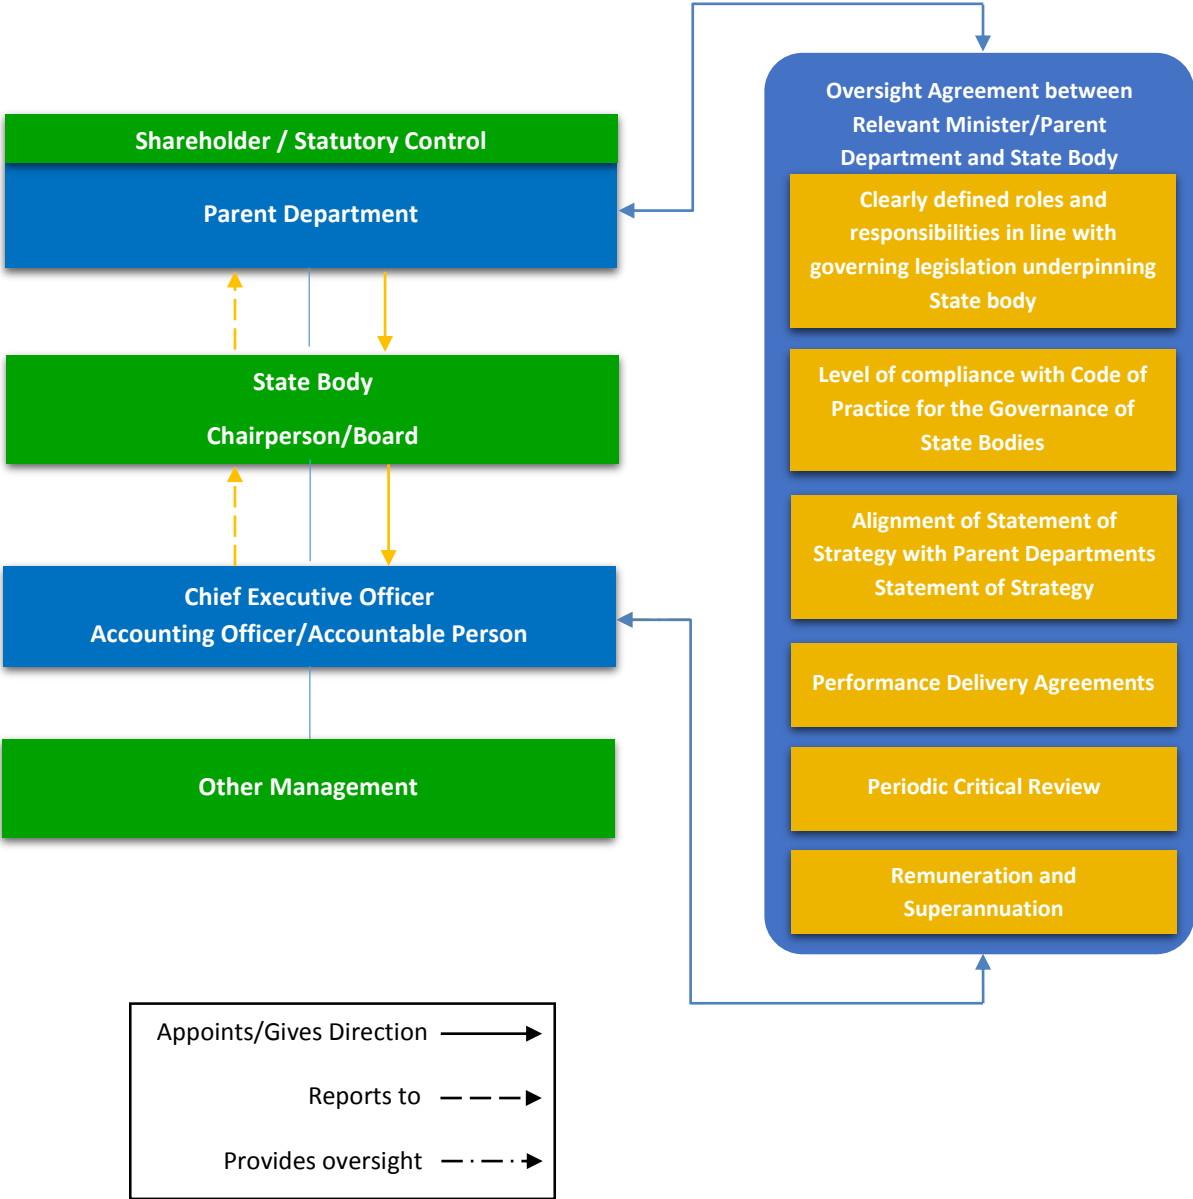 Shareholder / Statutory Control
Parent Department
State Body
Chairperson/Board
Chief Executive Officer
Accounting Officer/Accountable Person
Other Management
Oversight Agreement between
Relevant Minister/Parent
Department and State Body
Clearly defined roles and
responsibilities in line with
governing legislation underpinning
State body
Level of compliance with Code of
Practice for the Governance of
State Bodies
Alignment of Statement of
Strategy with Parent Departments
Statement of Strategy
Performance Delivery Agreements
Periodic Critical Review
Remuneration and
Superannuation
Appoints/Gives Direction
Reports to
Provides oversight